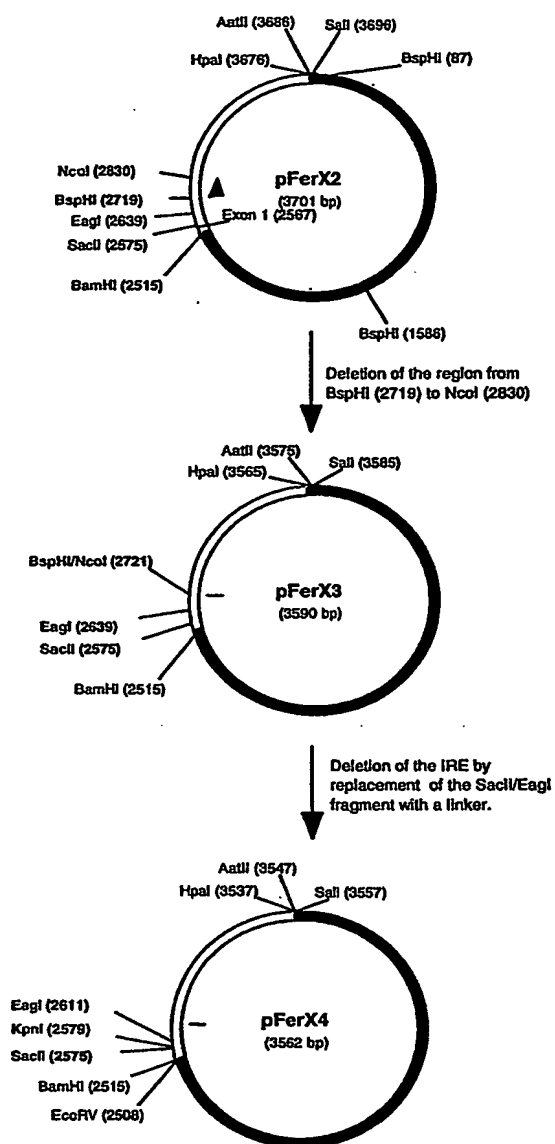 AatII (3686)
SalI (3696)
HpaI (3676)
BspHI (87)
NcoI (2830)
pFerX2
(3701 bp)
BspHI (2719)
EagI (2639)
Exon 1 (2567)
SacII (2575)
BamHI (2515)
BspHI (1586)
Deletion of the region from
BspHI (2719) to NcoI (2830)
AatII (3575)
SalI (3585)
HpaI (3565)
BspHI/NcoI (2721)
pFerX3
(3590 bp)
EagI (2639)
SacII (2575)
BamHI (2515)
Deletion of the IRE by
replacement of the SacII/EagI
fragment with a linker.
AatII (3547)
HpaI (3537)
SalI (3557)
EagI (2611)
pFerX4
KpnI (2579)
(3562 bp)
SacII (2575)
BamHI (2515)
EcoRV (2508)